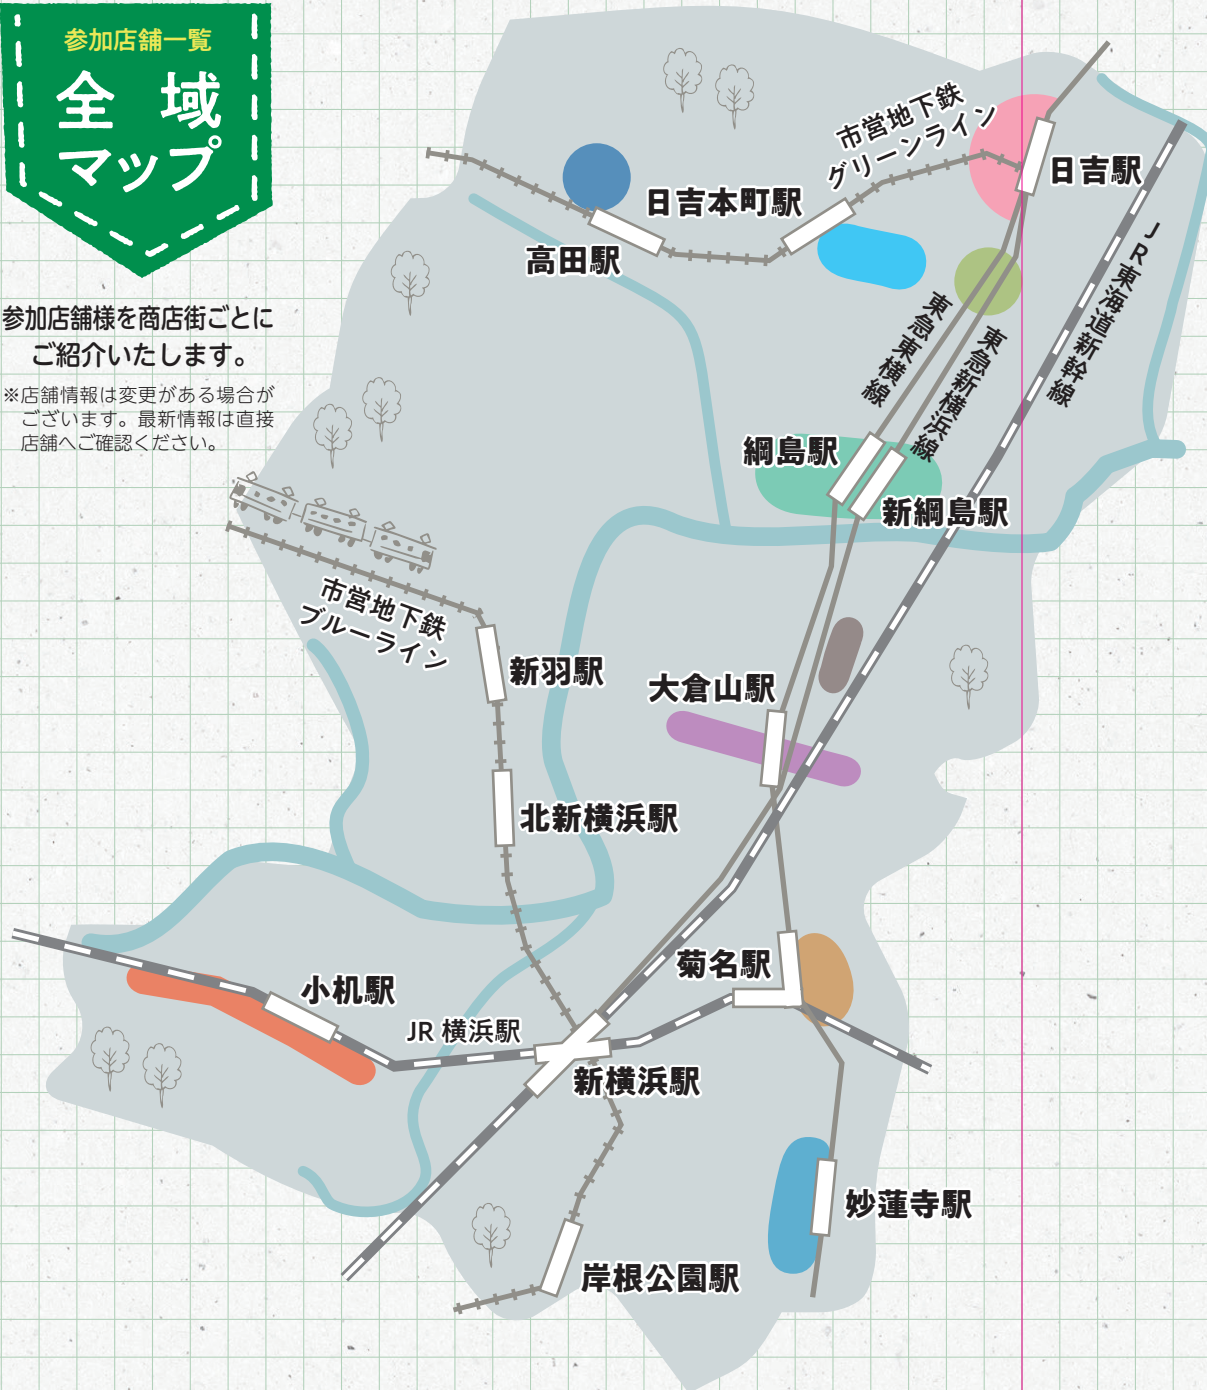 参加店舗一覧
全域
マップ
参加店舗様を商店街ごとに
ご紹介いたします。
※店舗情報は変更がある場合が
ございます。最新情報は直接
店舗へご確認ください。
市営地下鉄
グリーンライン
日吉駅
日吉本町駅
高田駅
JR東海道新幹線
東急東横線
東急新横浜線
綱島駅
新綱島駅
市営地下鉄
ブルーライン
新羽駅
大倉山駅
北新横浜駅
菊名駅
小机駅
JR 横浜駅
新横浜駅
妙蓮寺駅
岸根公園駅